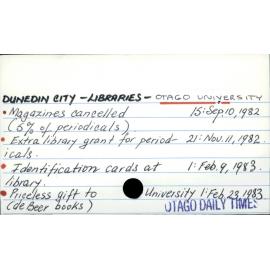 DUNEDIN CITY - LIBRARIES - OTAGO UNIVERSITY
• Magazines cancelled 15: Sep 10, 1982
(5% of periodicals)
• Extra library grant for period- 21: Nov. 11, 1982.
icals.
• Identification cards at 1: Feb. 9, 1983.
library.
• Priceless gift to University 1: Feb 23 1983
(de Beer books) OTAGO DAILY TIMES